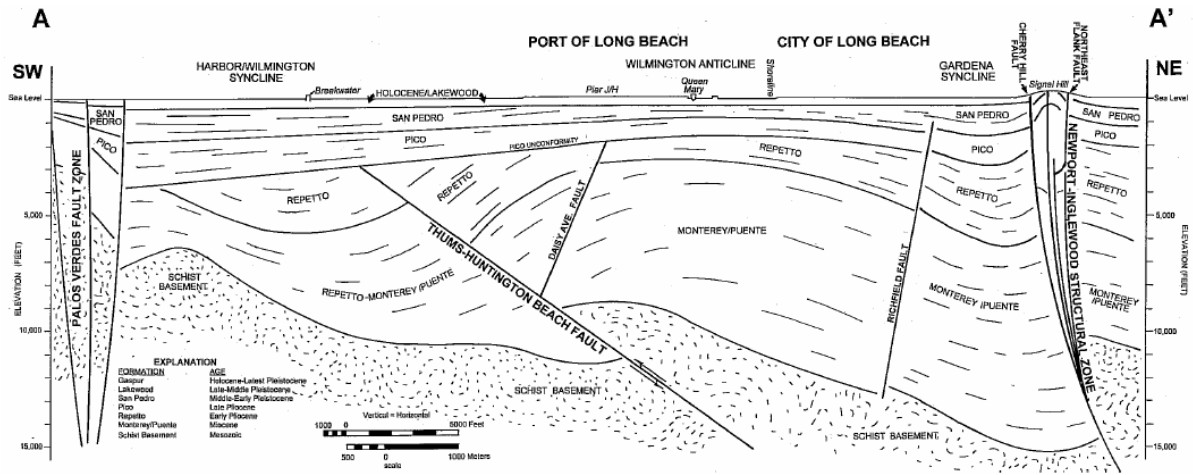 A
A'
PORT OF LONG BEACH
CITY OF LONG BEACH
CHERRY HILL
FAULT
NORTHEAST
FLANK FAULT
SW
NE
HARBOR/WILMINGTON
SYNCLINE
WILMINGTON ANTICLINE
GARDENA
SYNCLINE
Breakwater
HOLOCENE/LAKEWOOD
Pier J/H
Queen
Mary
Shoreline
Signal Hill
Sea Level
Sea Level
SAN
PEDRO
SAN PEDRO
SAN PEDRO
SAN PEDRO
PICO
PICO
PICO UNCONFORMITY
PICO
PICO
REPETTO
REPETTO
REPETTO
REPETTO
REPETTO
5,000
5,000
PALOS VERDES FAULT ZONE
THUMS-HUNTINGTON BEACH FAULT
DAISY AVE. FAULT
MONTEREY/PUENTE
RICHFIELD FAULT
NEWPORT-INGLEWOOD STRUCTURAL ZONE
ELEVATION (FEET)
ELEVATION (FEET)
SCHIST
BASEMENT
REPETTO-MONTEREY/PUENTE
MONTEREY/PUENTE
MONTEREY
/PUENTE
10,000
10,000
SCHIST BASEMENT
SCHIST
BASEMENT
EXPLANATION
FORMATION AGE
Gaspur Holocene-Latest Pleistocene
Lakewood Late-Middle Pleistocene
San Pedro Middle-Early Pleistocene
Pico Late Pliocene
Repetto Early Pliocene
Monterey/Puente Miocene
Schist Basement Mesozoic
Vertical = Horizontal
1000 0 5000 Feet
500 0 1000 Meters
scale
15,000
15,000